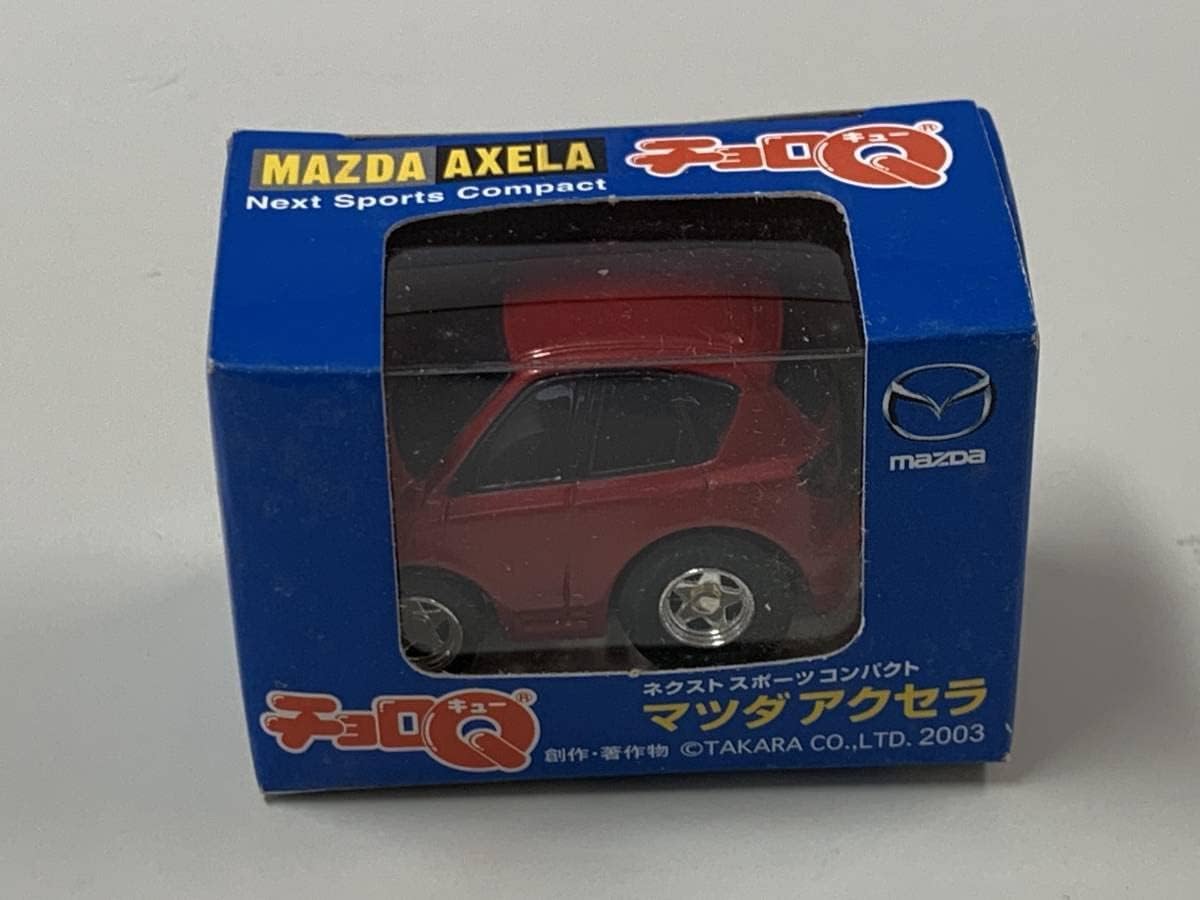 MAZDA AXELA
Next Sports Compact
チョロQ キュー ®
mazda
ネクスト スポーツ コンパクト
マツダ アクセラ
チョロQ キュー ®
創作・著作物 ©TAKARA CO.,LTD. 2003